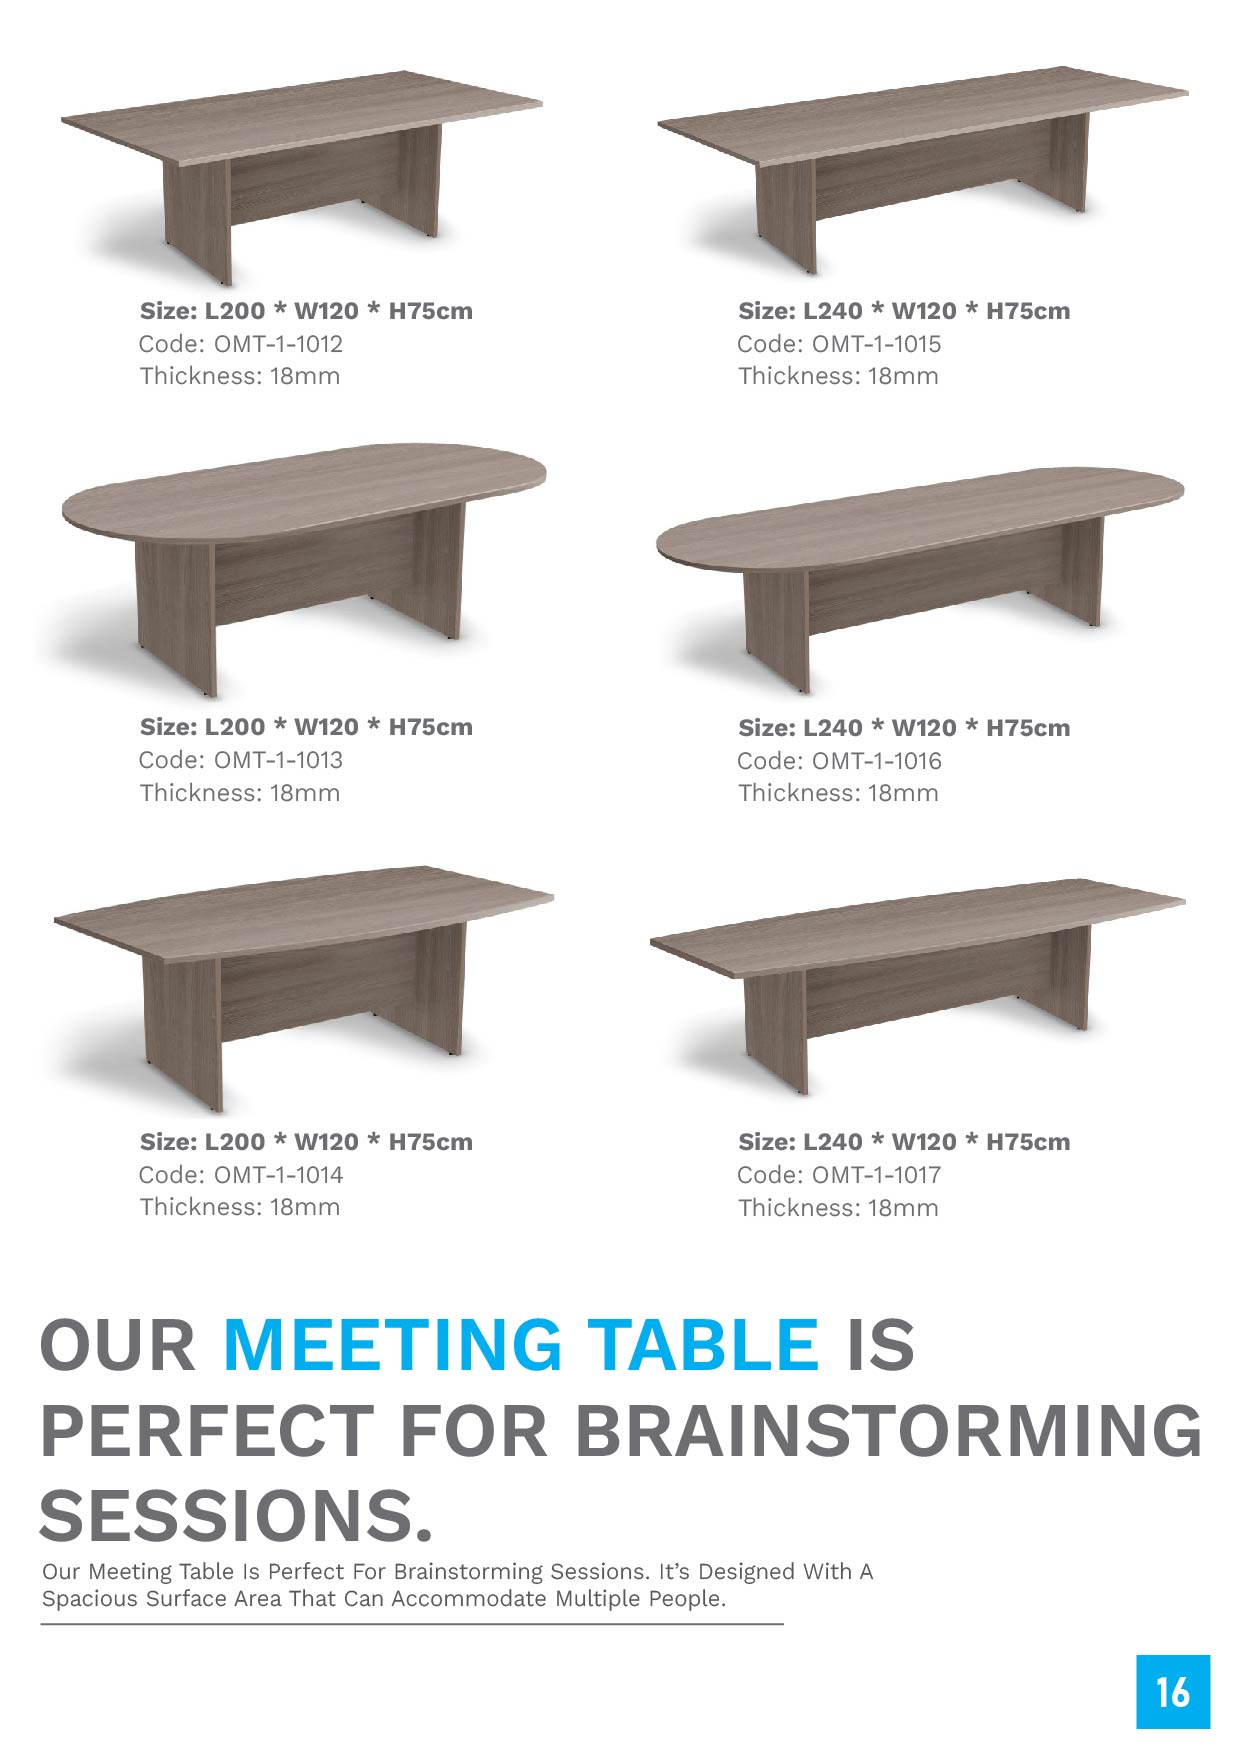 Size: L200 * W120 * H75cm
Code: OMT-1-1012
Thickness: 18mm
Size: L240 * W120 * H75cm
Code: OMT-1-1015
Thickness: 18mm
Size: L200 * W120 * H75cm
Code: OMT-1-1013
Thickness: 18mm
Size: L240 * W120 * H75cm
Code: OMT-1-1016
Thickness: 18mm
Size: L200 * W120 * H75cm
Code: OMT-1-1014
Thickness: 18mm
Size: L240 * W120 * H75cm
Code: OMT-1-1017
Thickness: 18mm
OUR MEETING TABLE IS
PERFECT FOR BRAINSTORMING
SESSIONS.
Our Meeting Table Is Perfect For Brainstorming Sessions. It’s Designed With A
Spacious Surface Area That Can Accommodate Multiple People.
16